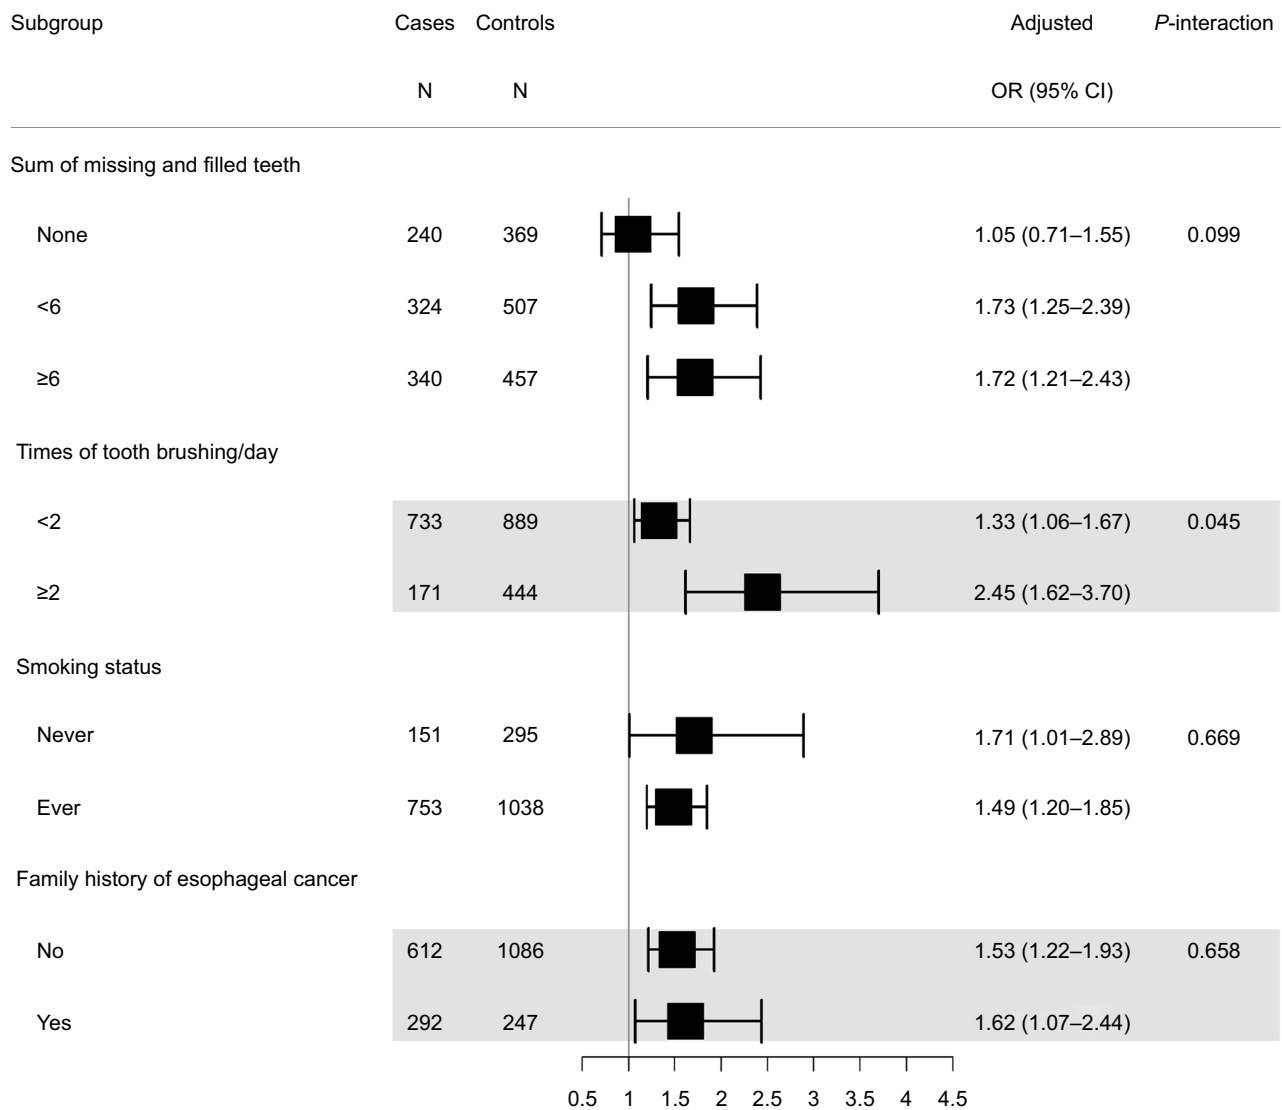 Subgroup Cases Controls Adjusted P-interaction
N N OR (95% CI)
Sum of missing and filled teeth
None 240 369 1.05 (0.71–1.55) 0.099
<6 324 507 1.73 (1.25–2.39)
≥6 340 457 1.72 (1.21–2.43)
Times of tooth brushing/day
<2 733 889 1.33 (1.06–1.67) 0.045
≥2 171 444 2.45 (1.62–3.70)
Smoking status
Never 151 295 1.71 (1.01–2.89) 0.669
Ever 753 1038 1.49 (1.20–1.85)
Family history of esophageal cancer
No 612 1086 1.53 (1.22–1.93) 0.658
Yes 292 247 1.62 (1.07–2.44)
0.5 1 1.5 2 2.5 3 3.5 4 4.5